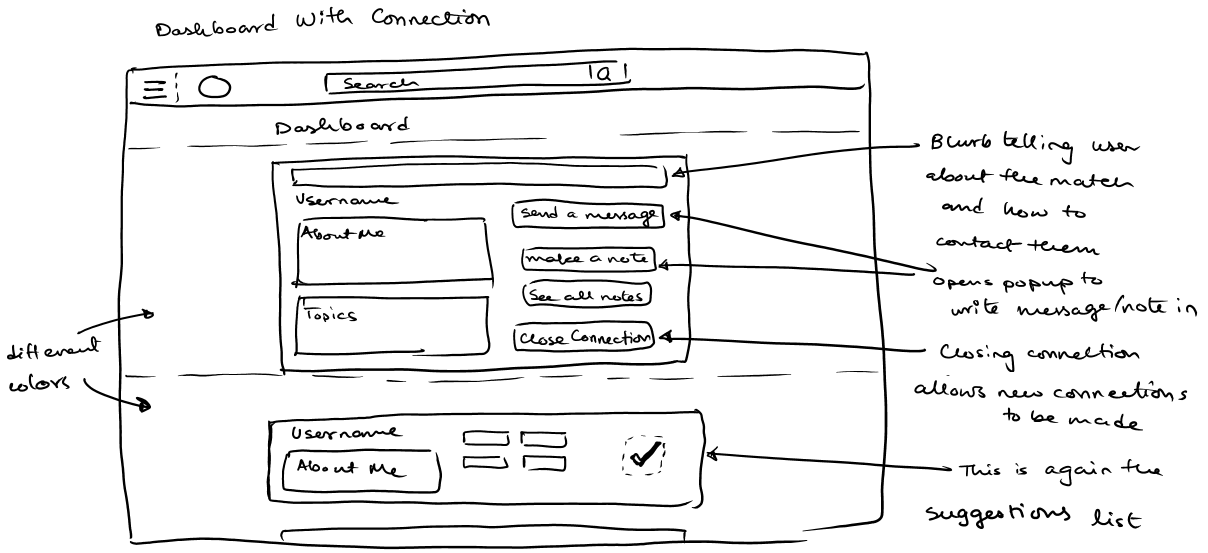 Dashboard With Connection
Search
Dashboard
Username
About Me
Topics
Send a message
make a note
See all notes
Close Connection
Username
About Me
different
colors
Blurb telling user
about the match
and how to
contact them
opens popup to
write message/note in
Closing connection
allows new connections
to be made
This is again the
suggestions list